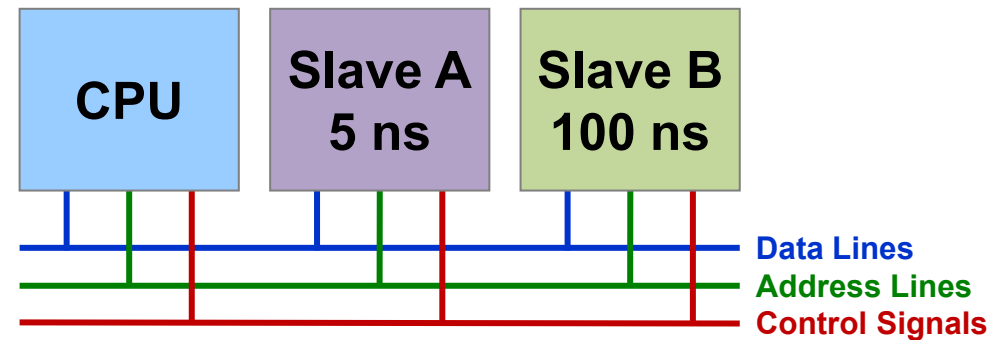 CPU
Slave A
5 ns
Slave B
100 ns
Data Lines
Address Lines
Control Signals